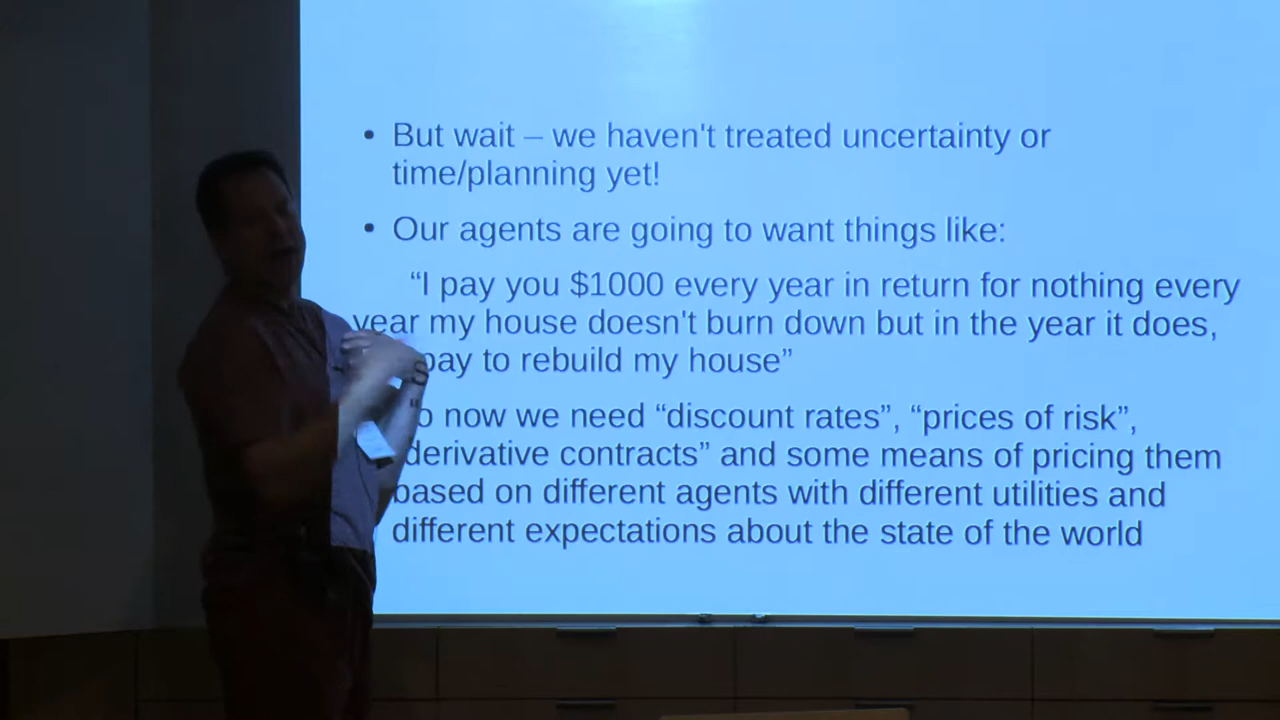 But wait – we haven't treated uncertainty or
time/planning yet!
Our agents are going to want things like:
“I pay you $1000 every year in return for nothing every
year my house doesn't burn down but in the year it does,
pay to rebuild my house”
So now we need “discount rates”, “prices of risk”,
“derivative contracts” and some means of pricing them
based on different agents with different utilities and
different expectations about the state of the world